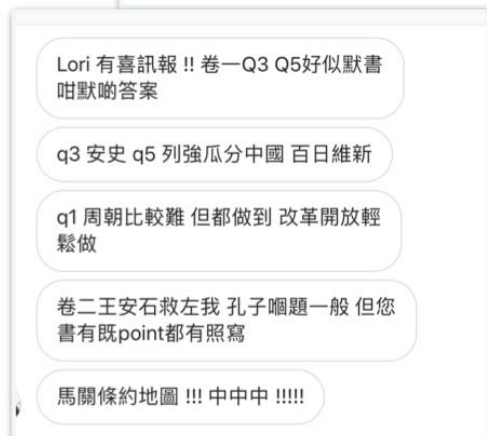 Lori 有喜訊報 !! 卷一Q3 Q5好似默書
咁默啲答案
q3 安史 q5 列強瓜分中國 百日維新
q1 周朝比較難 但都做到 改革開放輕
鬆做
卷二王安石救左我 孔子嗰題一般 但您
書有既point都有照寫
馬關條約地圖 !!! 中中中 !!!!!